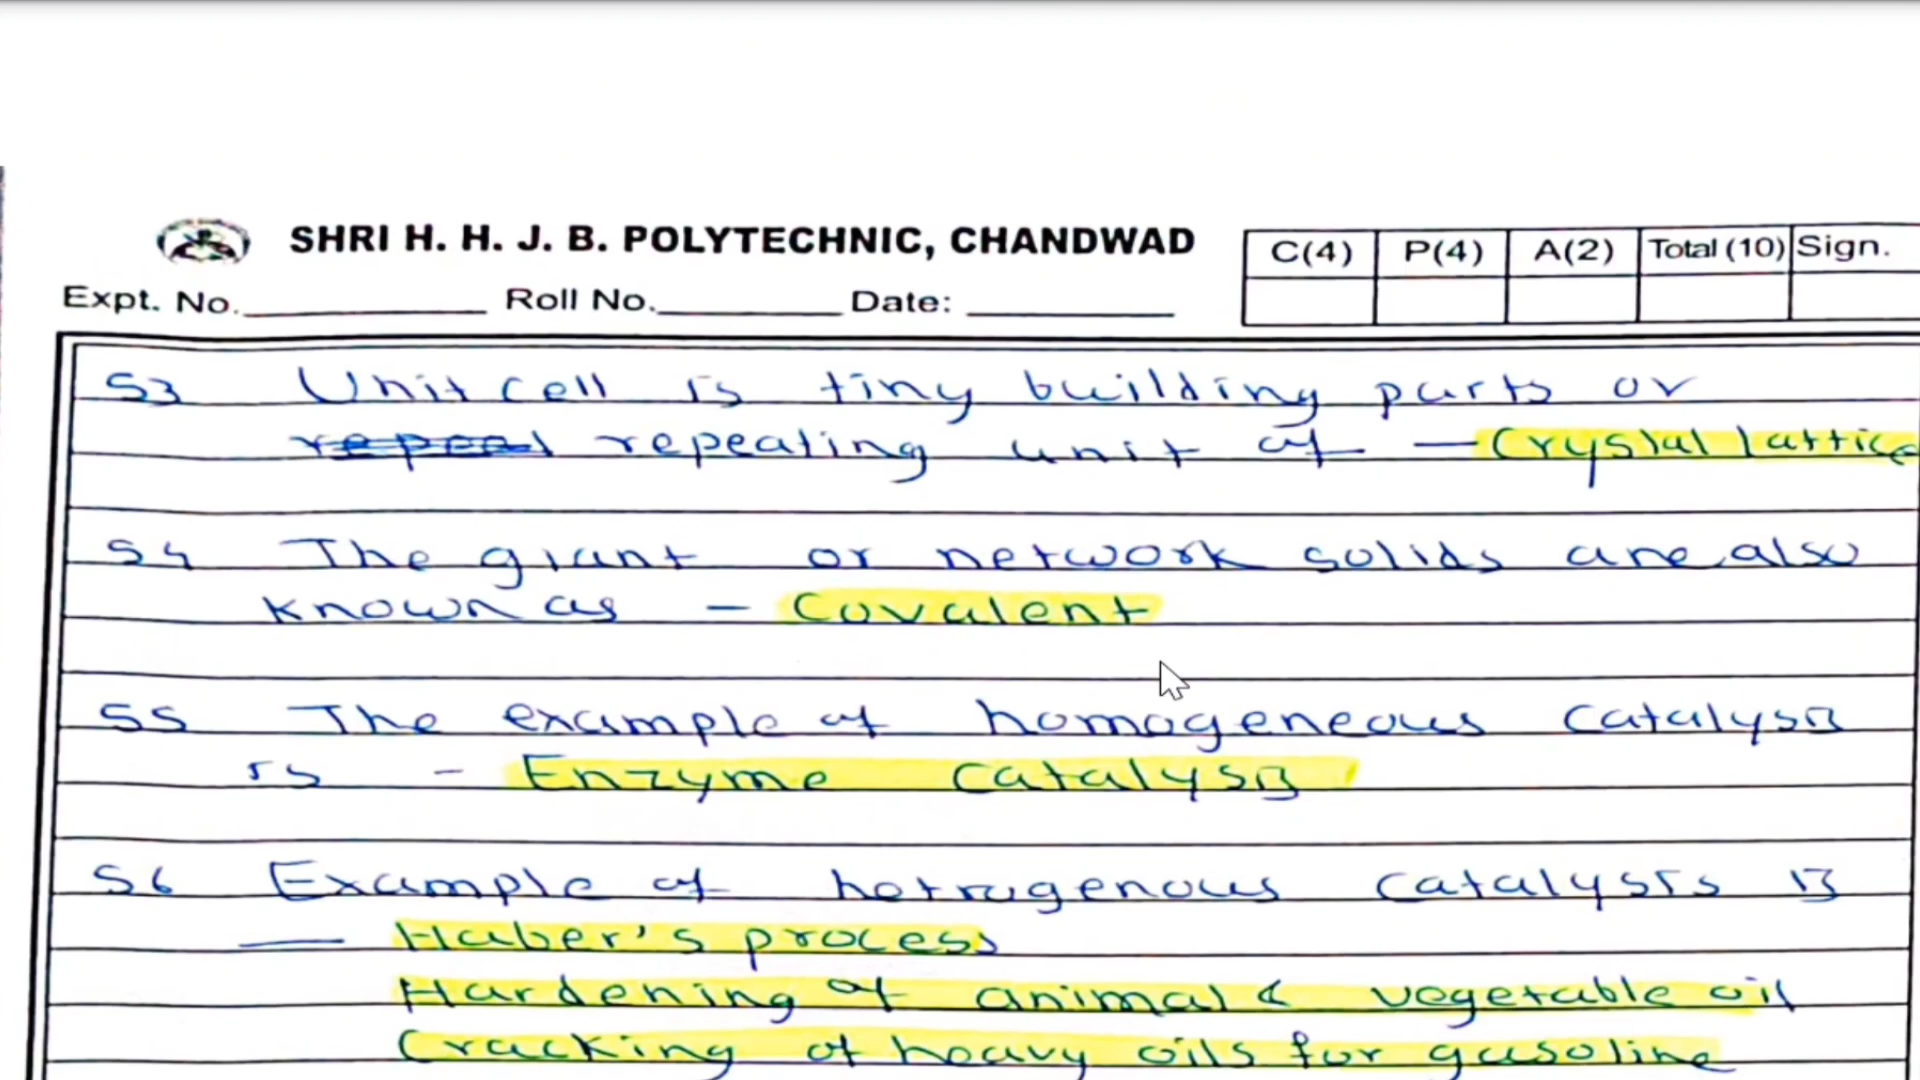 SHRI H. H. J. B. POLYTECHNIC, CHANDWAD
C(4) P(4) A(2) Total (10) Sign.
Expt. No. Roll No. Date:
53 Unit cell is tiny building parts or
repeating unit of - Crystal lattice
54 The giant or network solids are also
known as - Covalent
55 The example of homogeneous catalysis
is - Enzyme catalysis
56 Example of hetrogenous catalysis is
- Haber's process
Hardening of animal & vegetable oil
Cracking of heavy oils for gasoline